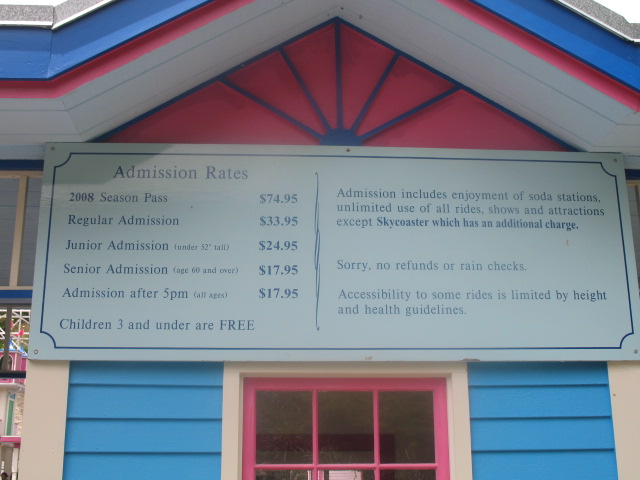 Admission Rates
2008 Season Pass $74.95
Regular Admission $33.95
Junior Admission (under 52" tall) $24.95
Senior Admission (age 60 and over) $17.95
Admission after 5pm (all ages) $17.95
Children 3 and under are FREE
Admission includes enjoyment of soda stations,
unlimited use of all rides, shows and attractions
except Skycoaster which has an additional charge.
Sorry, no refunds or rain checks.
Accessibility to some rides is limited by height
and health guidelines.